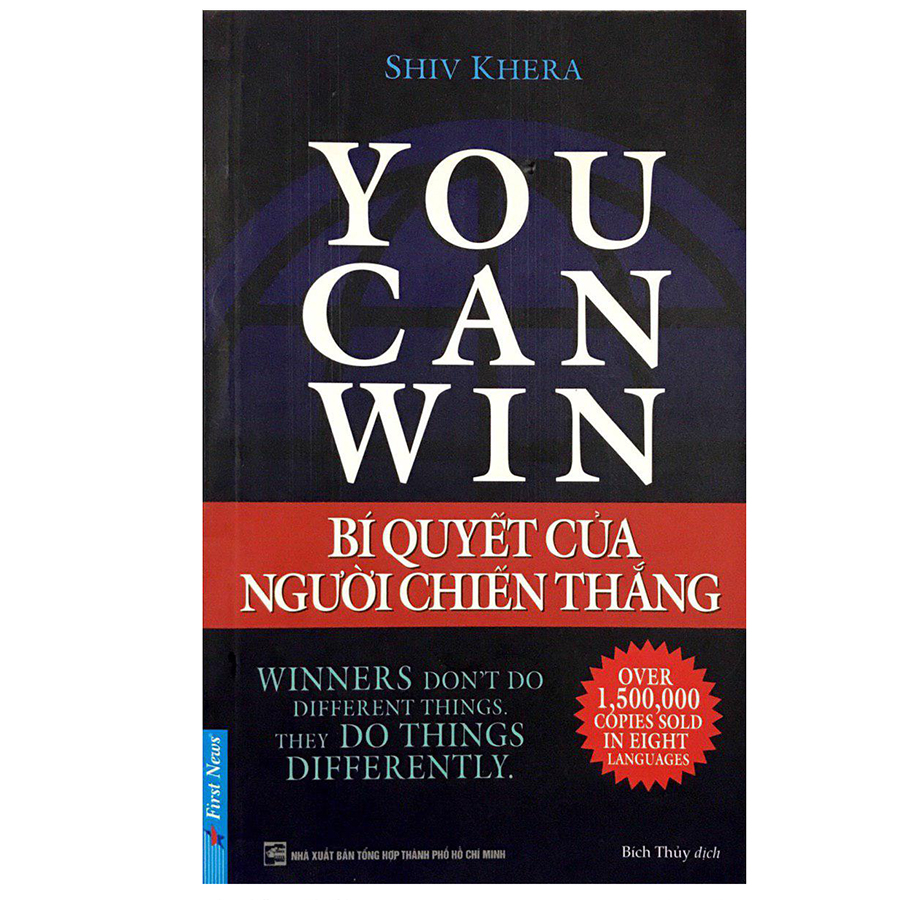 SHIV KHERA
YOU
CAN
WIN
BÍ QUYẾT CỦA
NGƯỜI CHIẾN THẮNG
WINNERS DON'T DO
DIFFERENT THINGS.
THEY DO THINGS
DIFFERENTLY.
OVER
1,500,000
COPIES SOLD
IN EIGHT
LANGUAGES
First News
NHÀ XUẤT BẢN TỔNG HỢP THÀNH PHỐ HỒ CHÍ MINH
Bích Thủy dịch